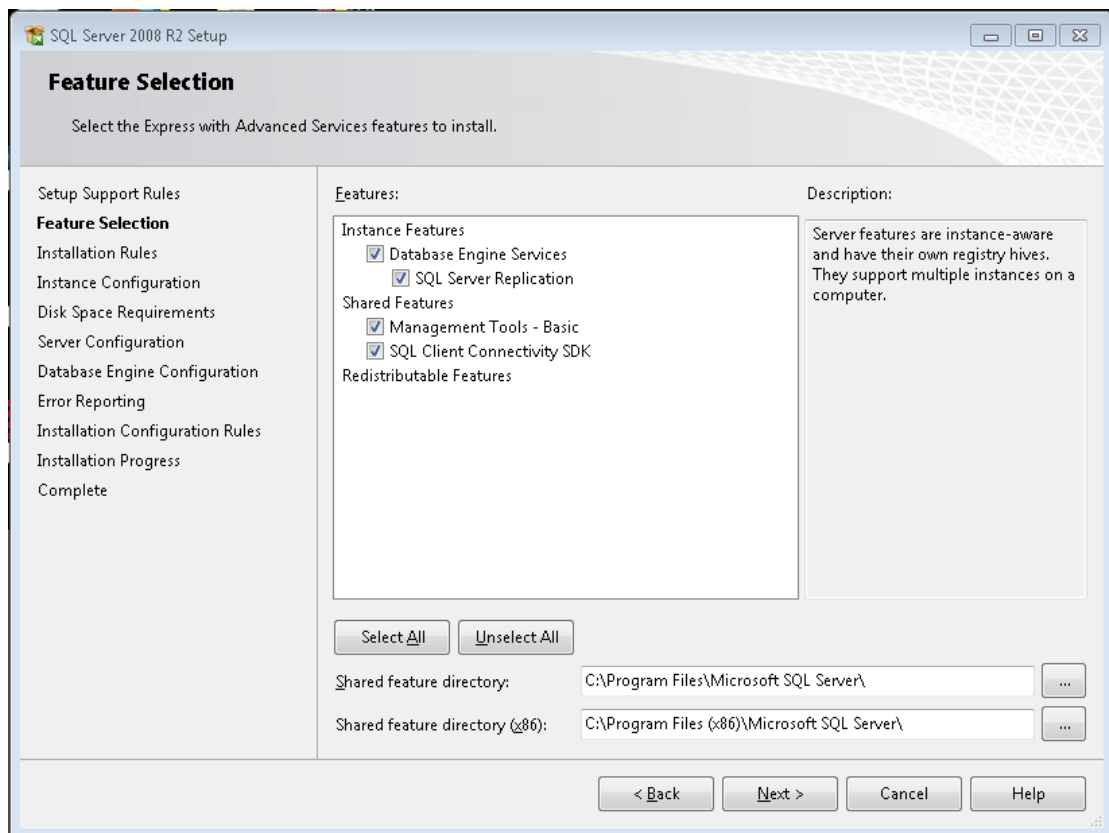 SQL Server 2008 R2 Setup
Feature Selection
Select the Express with Advanced Services features to install.
Setup Support Rules
Feature Selection
Installation Rules
Instance Configuration
Disk Space Requirements
Server Configuration
Database Engine Configuration
Error Reporting
Installation Configuration Rules
Installation Progress
Complete
Features:
Instance Features
Database Engine Services
SQL Server Replication
Shared Features
Management Tools - Basic
SQL Client Connectivity SDK
Redistributable Features
Description:
Server features are instance-aware
and have their own registry hives.
They support multiple instances on a
computer.
Select All
Unselect All
Shared feature directory:
C:\Program Files\Microsoft SQL Server\
...
Shared feature directory (x86):
C:\Program Files (x86)\Microsoft SQL Server\
...
< Back
Next >
Cancel
Help